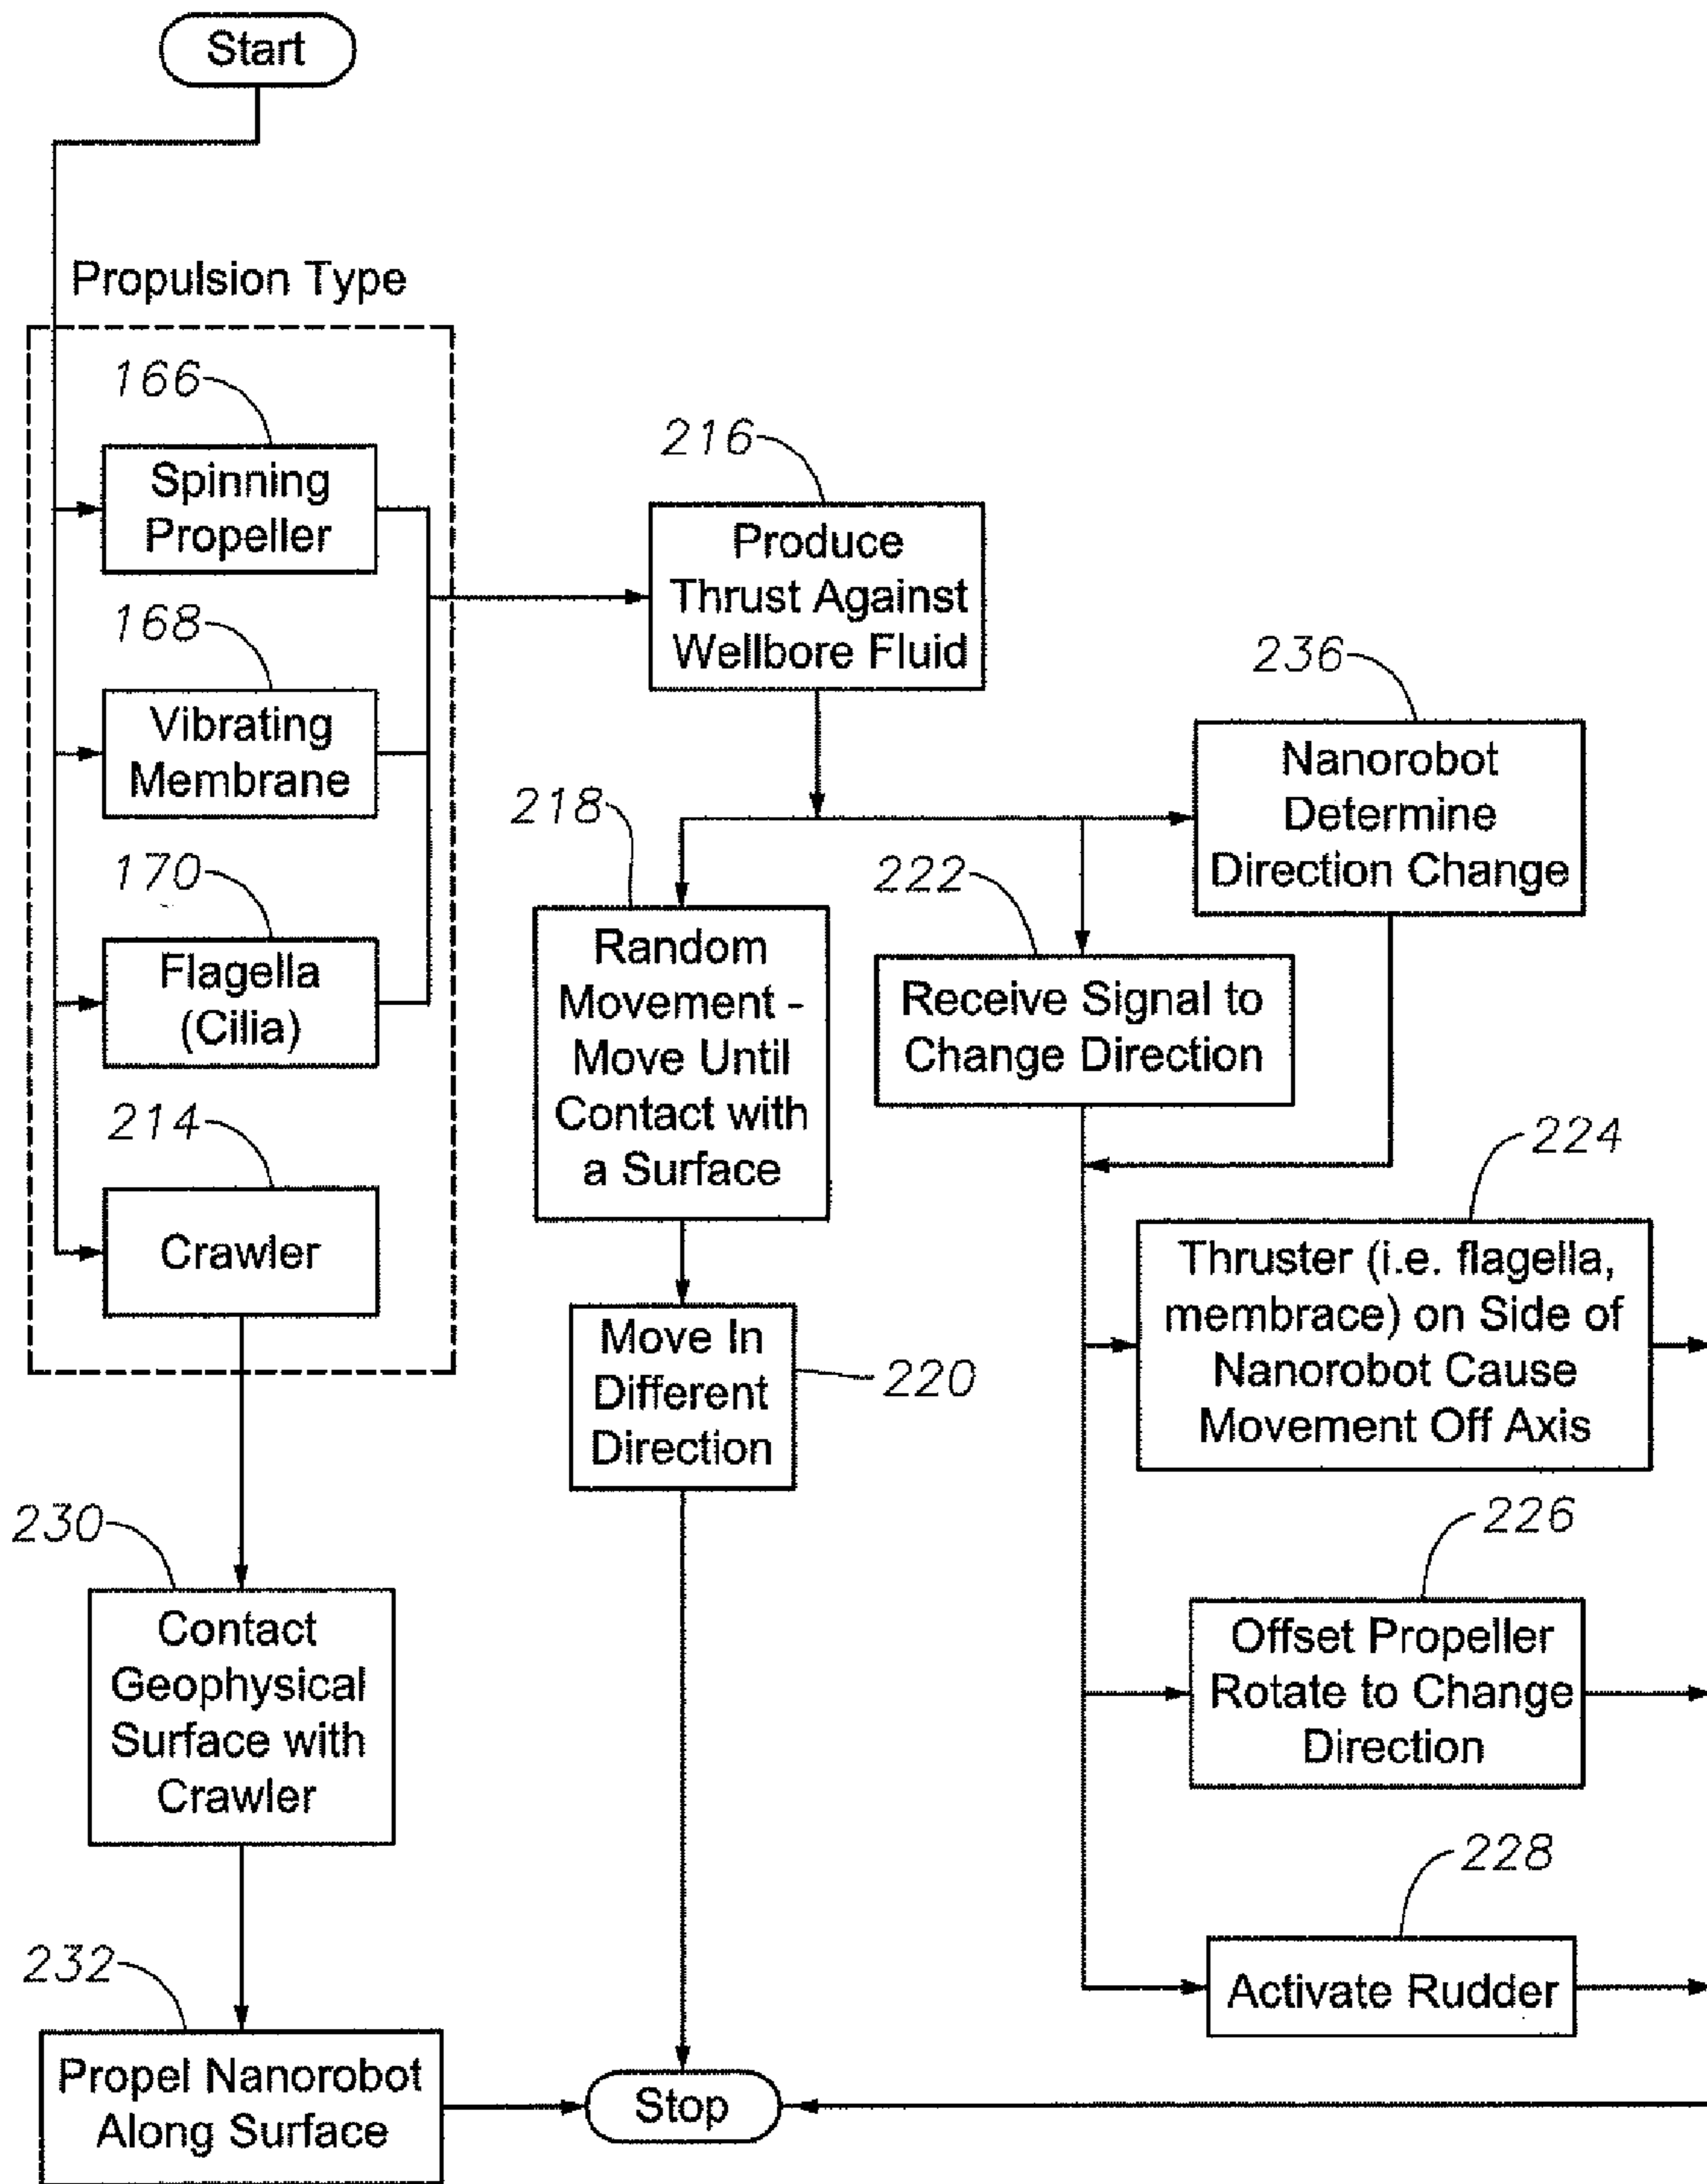 Start
Propulsion Type
166
Spinning
Propeller
168
Vibrating
Membrane
170
Flagella
(Cilia)
214
Crawler
230
Contact
Geophysical
Surface with
Crawler
232
Propel Nanorobot
Along Surface
216
Produce
Thrust Against
Wellbore Fluid
218
Random
Movement -
Move Until
Contact with
a Surface
220
Move In
Different
Direction
222
Receive Signal to
Change Direction
236
Nanorobot
Determine
Direction Change
224
Thruster (i.e. flagella,
membrace) on Side of
Nanorobot Cause
Movement Off Axis
226
Offset Propeller
Rotate to Change
Direction
228
Activate Rudder
Stop